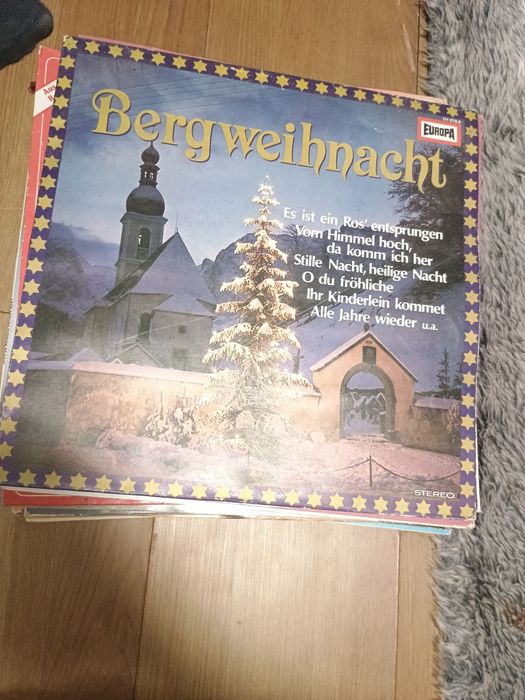 Bergweihnacht
EUROPA
Es ist ein Ros' entsprungen
Vom Himmel hoch,
da komm ich her
Stille Nacht, heilige Nacht
O du fröhliche
Ihr Kinderlein kommet
Alle Jahre wieder u.a.
STEREO